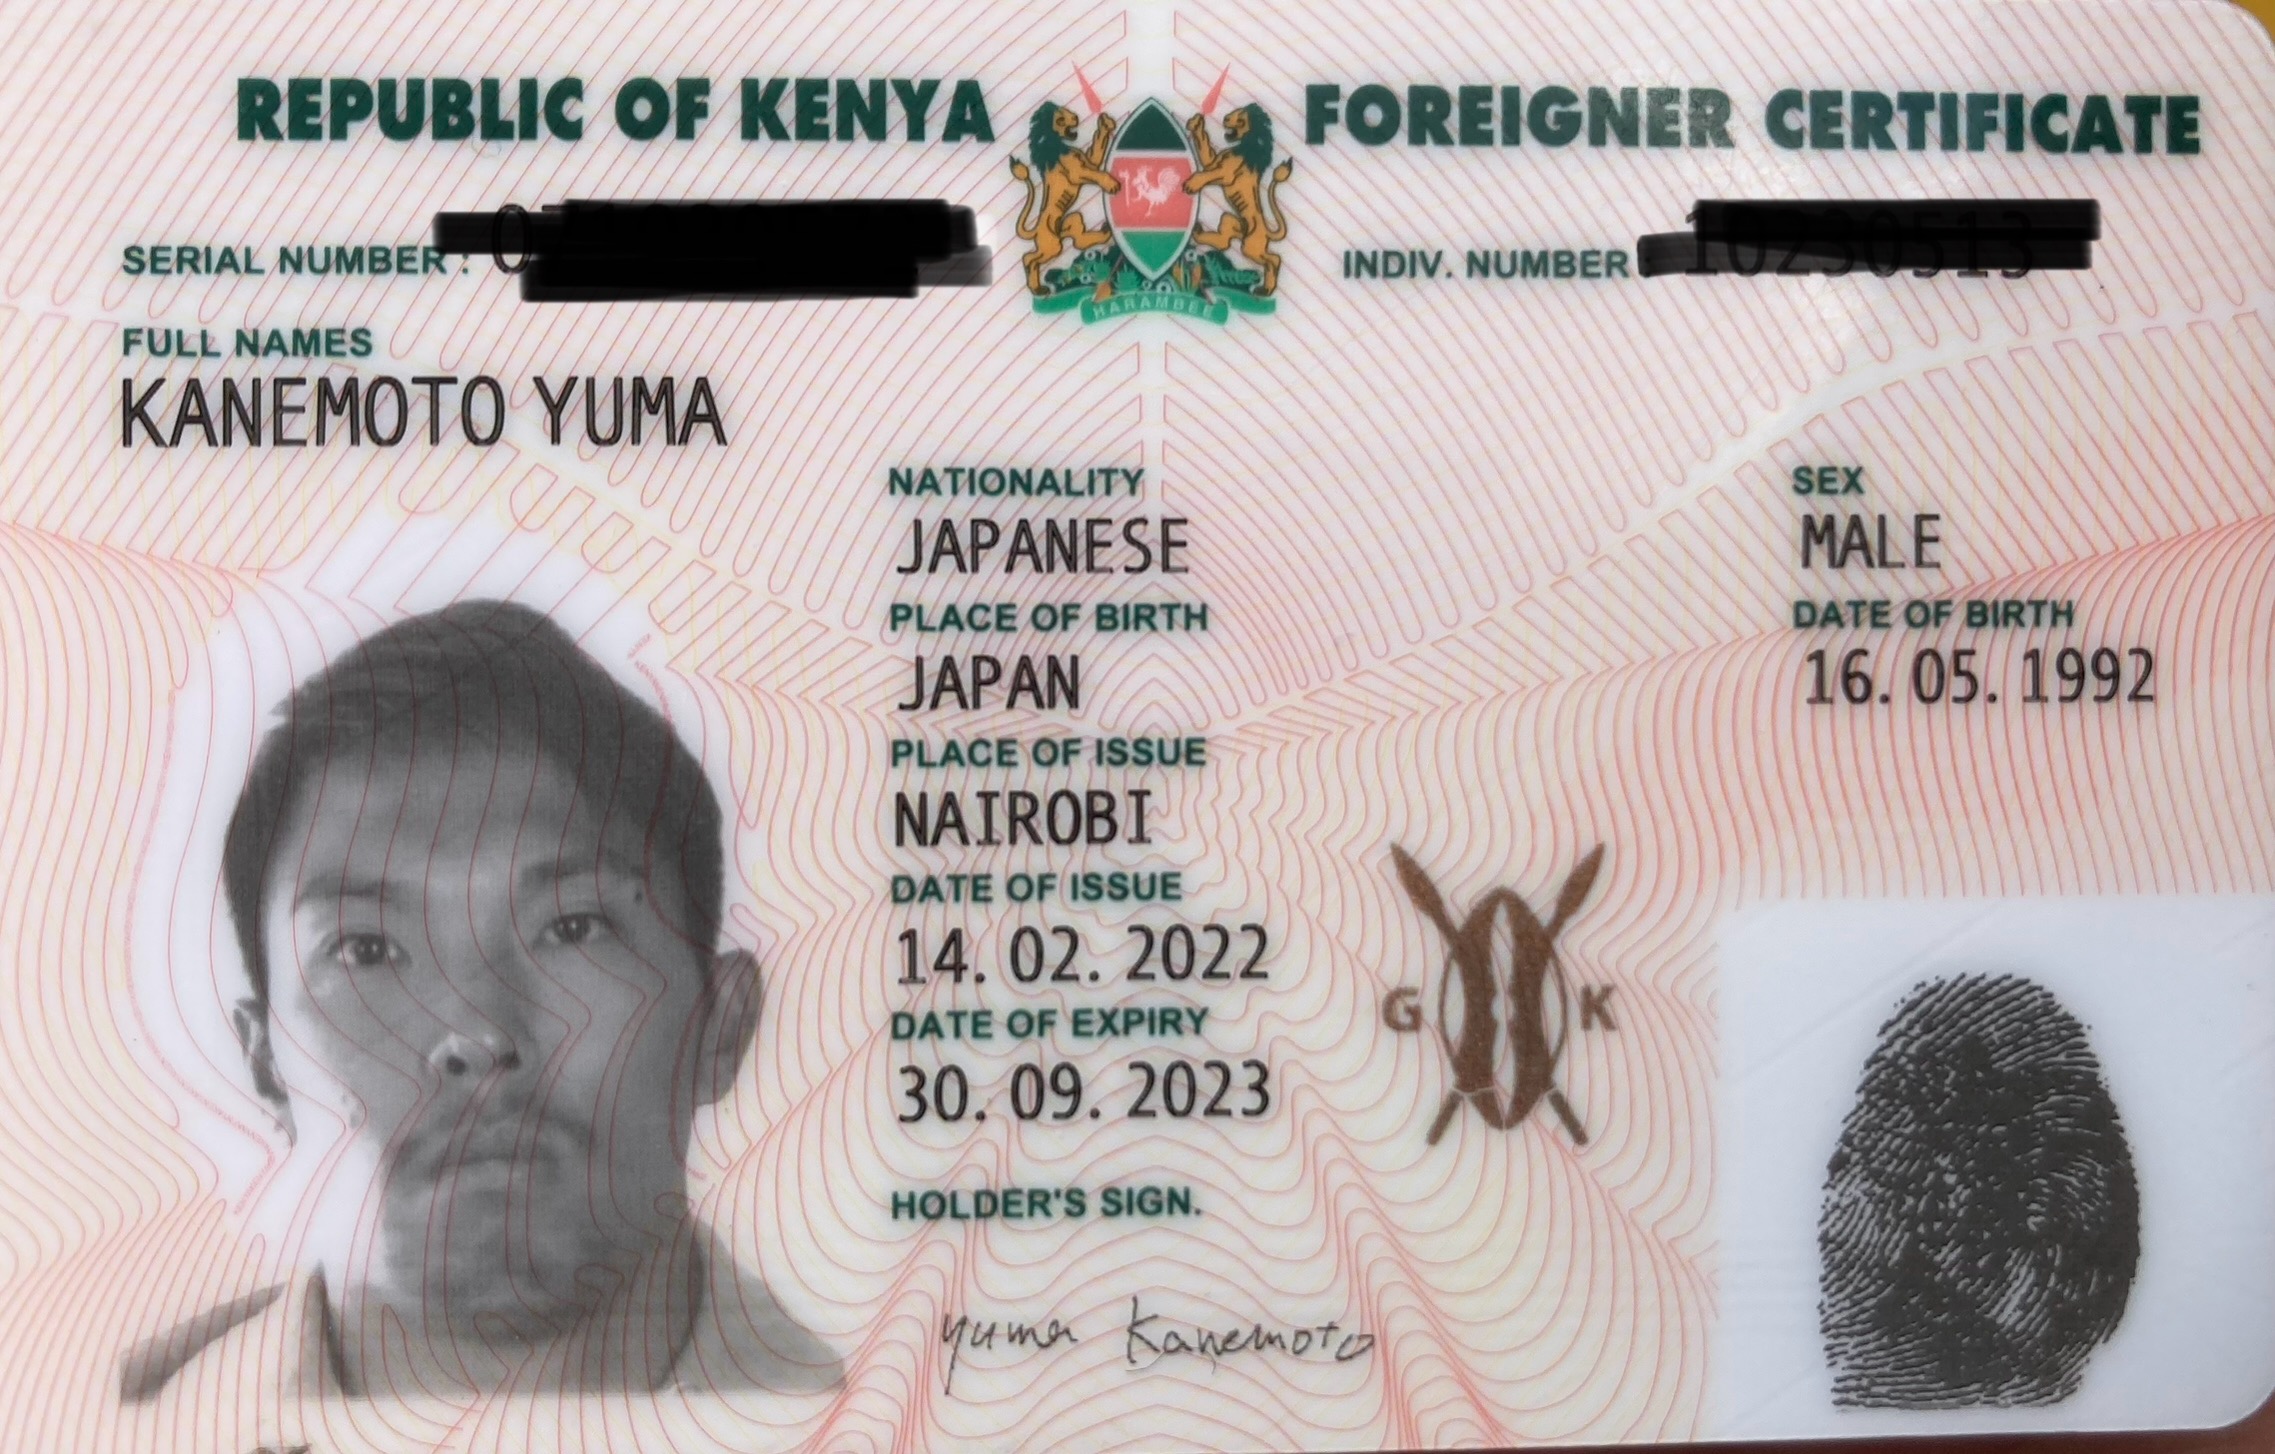 REPUBLIC OF KENYA FOREIGNER CERTIFICATE
SERIAL NUMBER :
INDIV. NUMBER
HARAMBEE
FULL NAMES
KANEMOTO YUMA
NATIONALITY
JAPANESE
SEX
MALE
PLACE OF BIRTH
JAPAN
DATE OF BIRTH
16. 05. 1992
PLACE OF ISSUE
NAIROBI
DATE OF ISSUE
14. 02. 2022
DATE OF EXPIRY
30. 09. 2023
G K
HOLDER'S SIGN.
Yuma Kanemoto